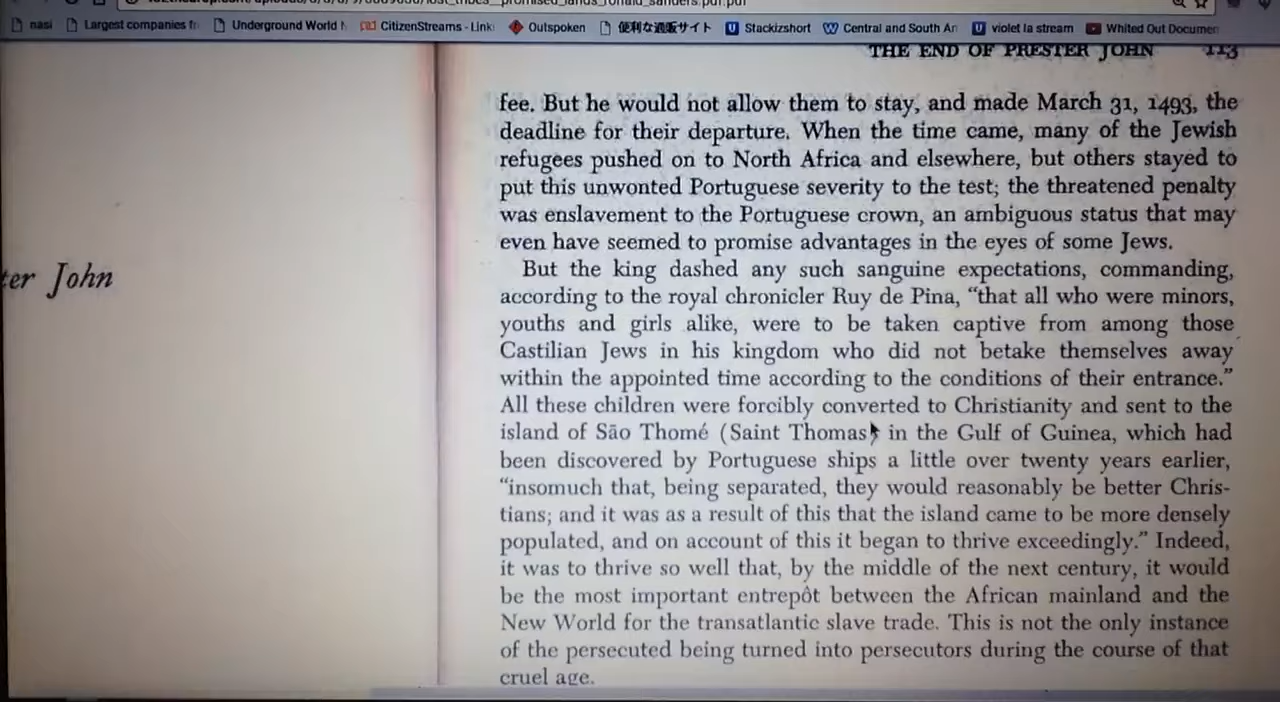 nasi
Largest companies fr
Underground World N
CitizenStreams - Link
Outspoken
便利な通販サイト
Stackizshort
Central and South Am
violet la stream
Whited Out Documen
THE END OF PRESTER JOHN 113
ter John
fee. But he would not allow them to stay, and made March 31, 1493, the
deadline for their departure. When the time came, many of the Jewish
refugees pushed on to North Africa and elsewhere, but others stayed to
put this unwonted Portuguese severity to the test; the threatened penalty
was enslavement to the Portuguese crown, an ambiguous status that may
even have seemed to promise advantages in the eyes of some Jews.
But the king dashed any such sanguine expectations, commanding,
according to the royal chronicler Ruy de Pina, “that all who were minors,
youths and girls alike, were to be taken captive from among those
Castilian Jews in his kingdom who did not betake themselves away
within the appointed time according to the conditions of their entrance.”
All these children were forcibly converted to Christianity and sent to the
island of São Thomé (Saint Thomas) in the Gulf of Guinea, which had
been discovered by Portuguese ships a little over twenty years earlier,
“insomuch that, being separated, they would reasonably be better Chris-
tians; and it was as a result of this that the island came to be more densely
populated, and on account of this it began to thrive exceedingly.” Indeed,
it was to thrive so well that, by the middle of the next century, it would
be the most important entrepôt between the African mainland and the
New World for the transatlantic slave trade. This is not the only instance
of the persecuted being turned into persecutors during the course of that
cruel age.